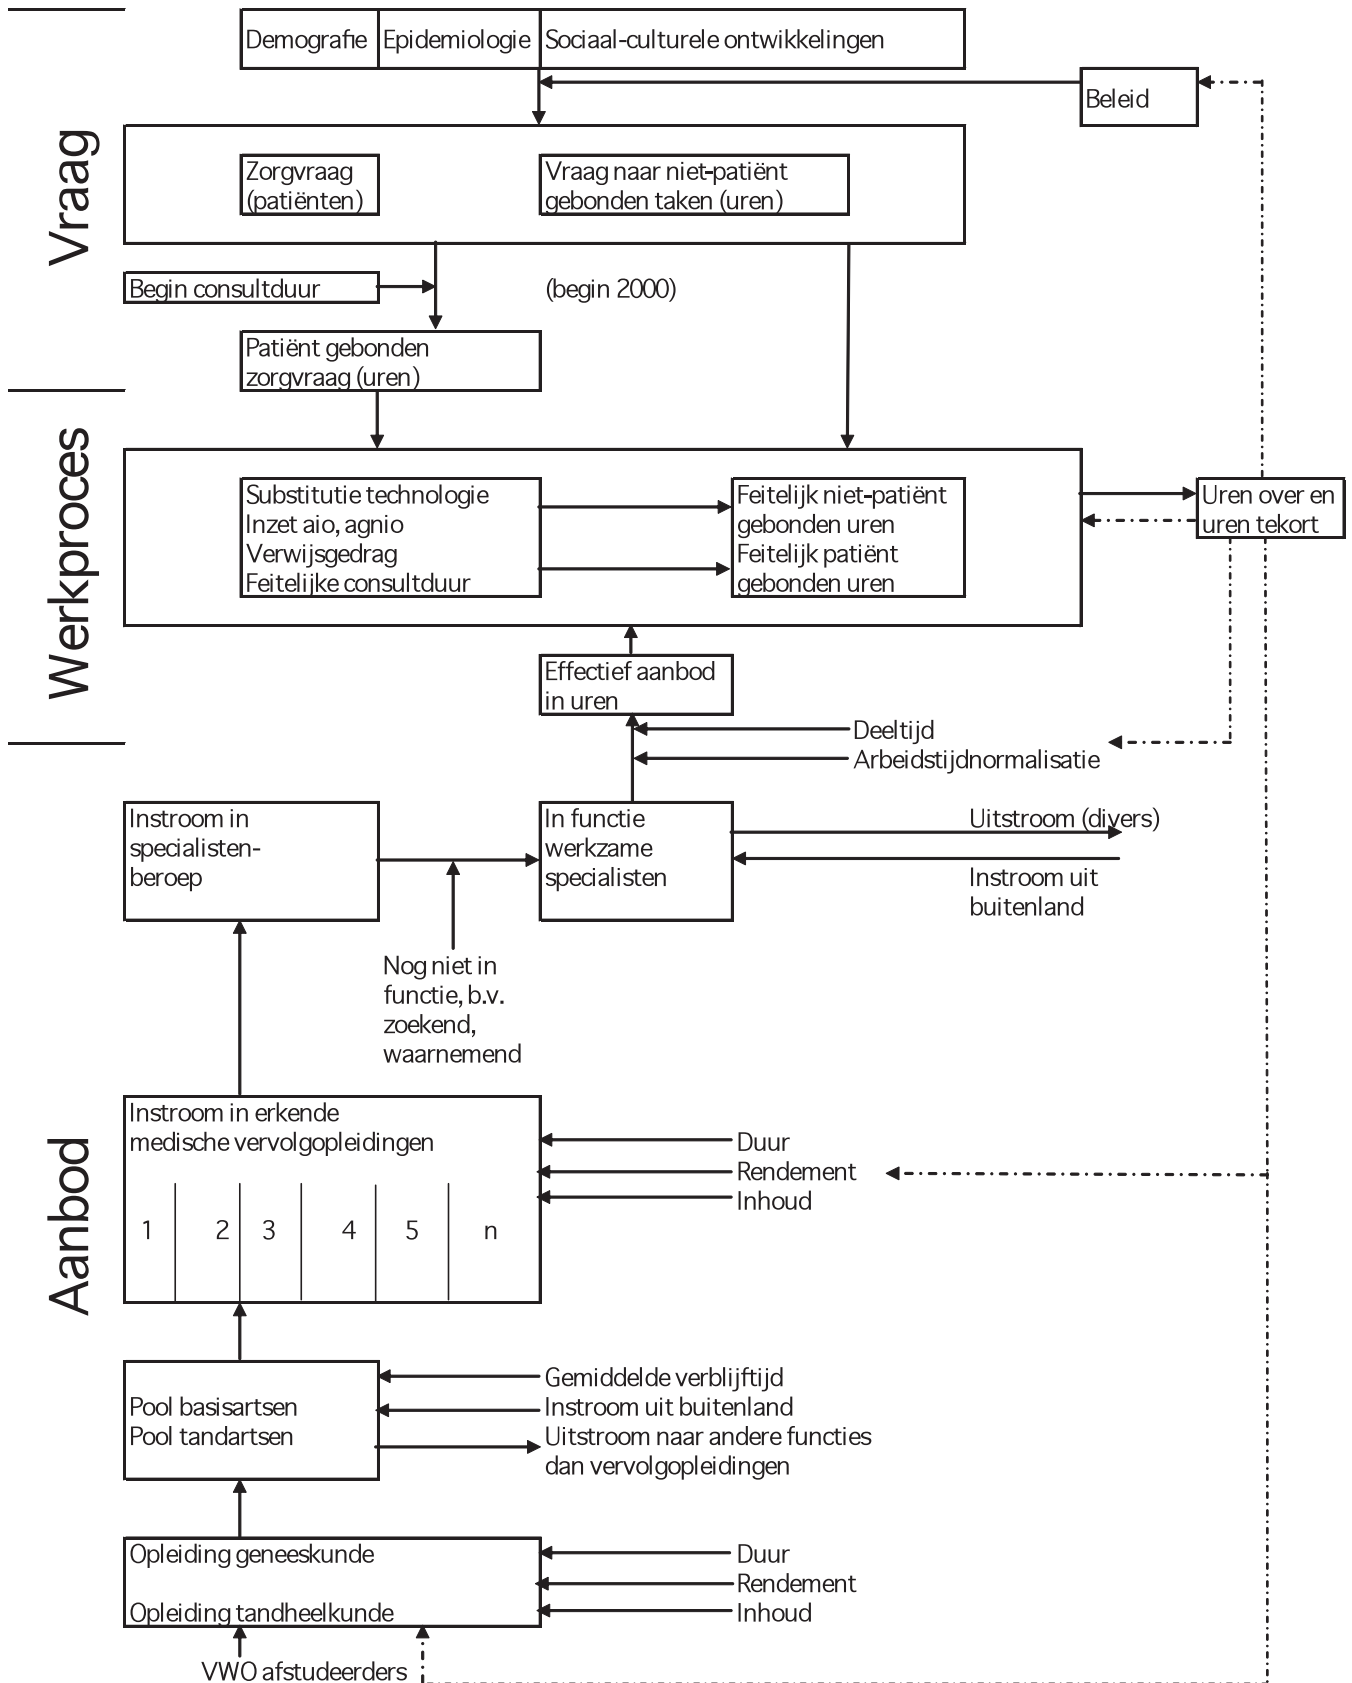 Demografie Epidemiologie Sociaal-culturele ontwikkelingen
Beleid
Vraag
Zorgvraag
(patiënten)
Vraag naar niet-patiënt
gebonden taken (uren)
Begin consultduur
(begin 2000)
Patiënt gebonden
zorgvraag (uren)
Werkproces
Substitutie technologie
Inzet aio, agnio
Verwijsgedrag
Feitelijke consultduur
Feitelijk niet-patiënt
gebonden uren
Feitelijk patiënt
gebonden uren
Uren over en
uren tekort
Effectief aanbod
in uren
Deeltijd
Arbeidstijdnormalisatie
Aanbod
Instroom in
specialisten-
beroep
In functie
werkzame
specialisten
Uitstroom (divers)
Instroom uit
buitenland
Nog niet in
functie, b.v.
zoekend,
waarnemend
Instroom in erkende
medische vervolgopleidingen
1 2 3 4 5 n
Duur
Rendement
Inhoud
Pool basisartsen
Pool tandartsen
Gemiddelde verblijftijd
Instroom uit buitenland
Uitstroom naar andere functies
dan vervolgopleidingen
Opleiding geneeskunde
Opleiding tandheelkunde
Duur
Rendement
Inhoud
VWO afstudeerders